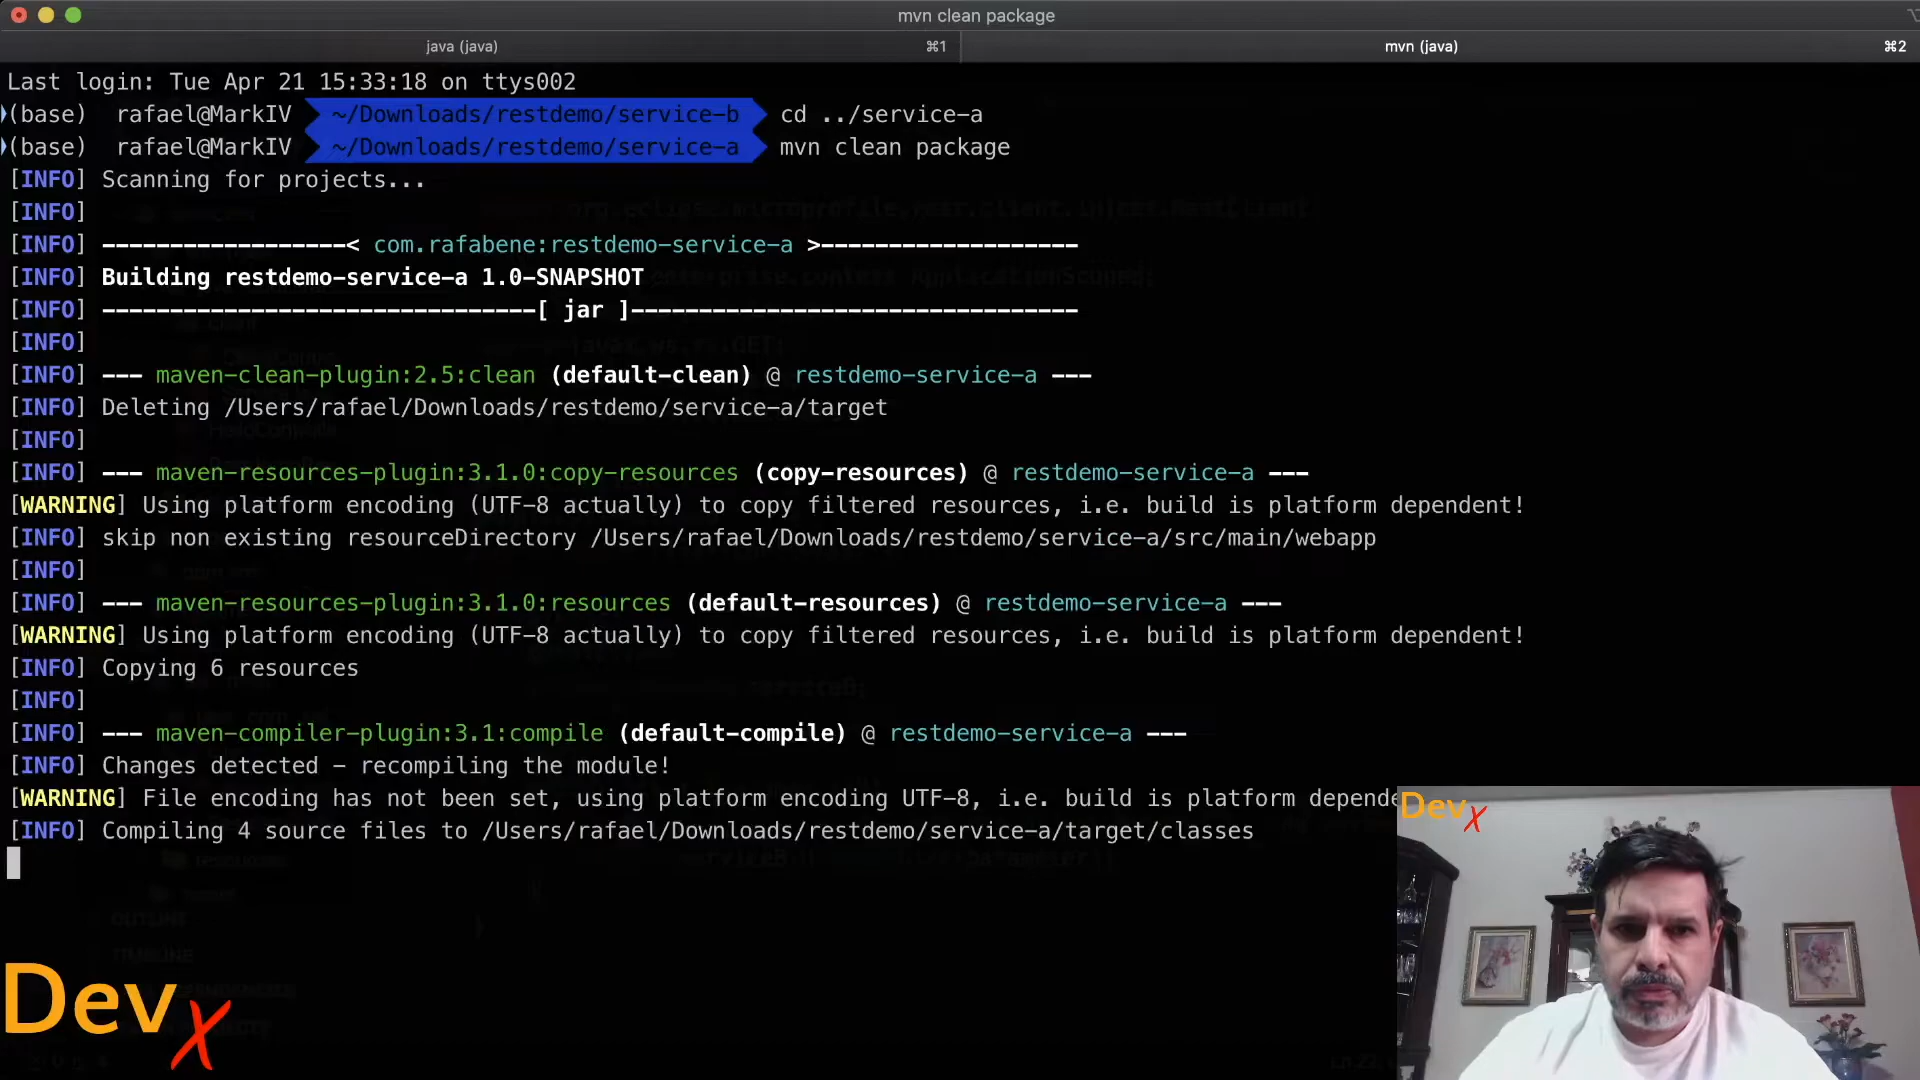 mvn clean package
java (java) ⌘1 mvn (java) ⌘2
Last login: Tue Apr 21 15:33:18 on ttys002
(base) rafael@MarkIV ~/Downloads/restdemo/service-b cd ../service-a
(base) rafael@MarkIV ~/Downloads/restdemo/service-a mvn clean package
[INFO] Scanning for projects...
[INFO]
[INFO] ------------------< com.rafabene:restdemo-service-a >-------------------
[INFO] Building restdemo-service-a 1.0-SNAPSHOT
[INFO] --------------------------------[ jar ]---------------------------------
[INFO]
[INFO] --- maven-clean-plugin:2.5:clean (default-clean) @ restdemo-service-a ---
[INFO] Deleting /Users/rafael/Downloads/restdemo/service-a/target
[INFO]
[INFO] --- maven-resources-plugin:3.1.0:copy-resources (copy-resources) @ restdemo-service-a ---
[WARNING] Using platform encoding (UTF-8 actually) to copy filtered resources, i.e. build is platform dependent!
[INFO] skip non existing resourceDirectory /Users/rafael/Downloads/restdemo/service-a/src/main/webapp
[INFO]
[INFO] --- maven-resources-plugin:3.1.0:resources (default-resources) @ restdemo-service-a ---
[WARNING] Using platform encoding (UTF-8 actually) to copy filtered resources, i.e. build is platform dependent!
[INFO] Copying 6 resources
[INFO]
[INFO] --- maven-compiler-plugin:3.1:compile (default-compile) @ restdemo-service-a ---
[INFO] Changes detected - recompiling the module!
[WARNING] File encoding has not been set, using platform encoding UTF-8, i.e. build is platform depende
[INFO] Compiling 4 source files to /Users/rafael/Downloads/restdemo/service-a/target/classes
DevX
DevX